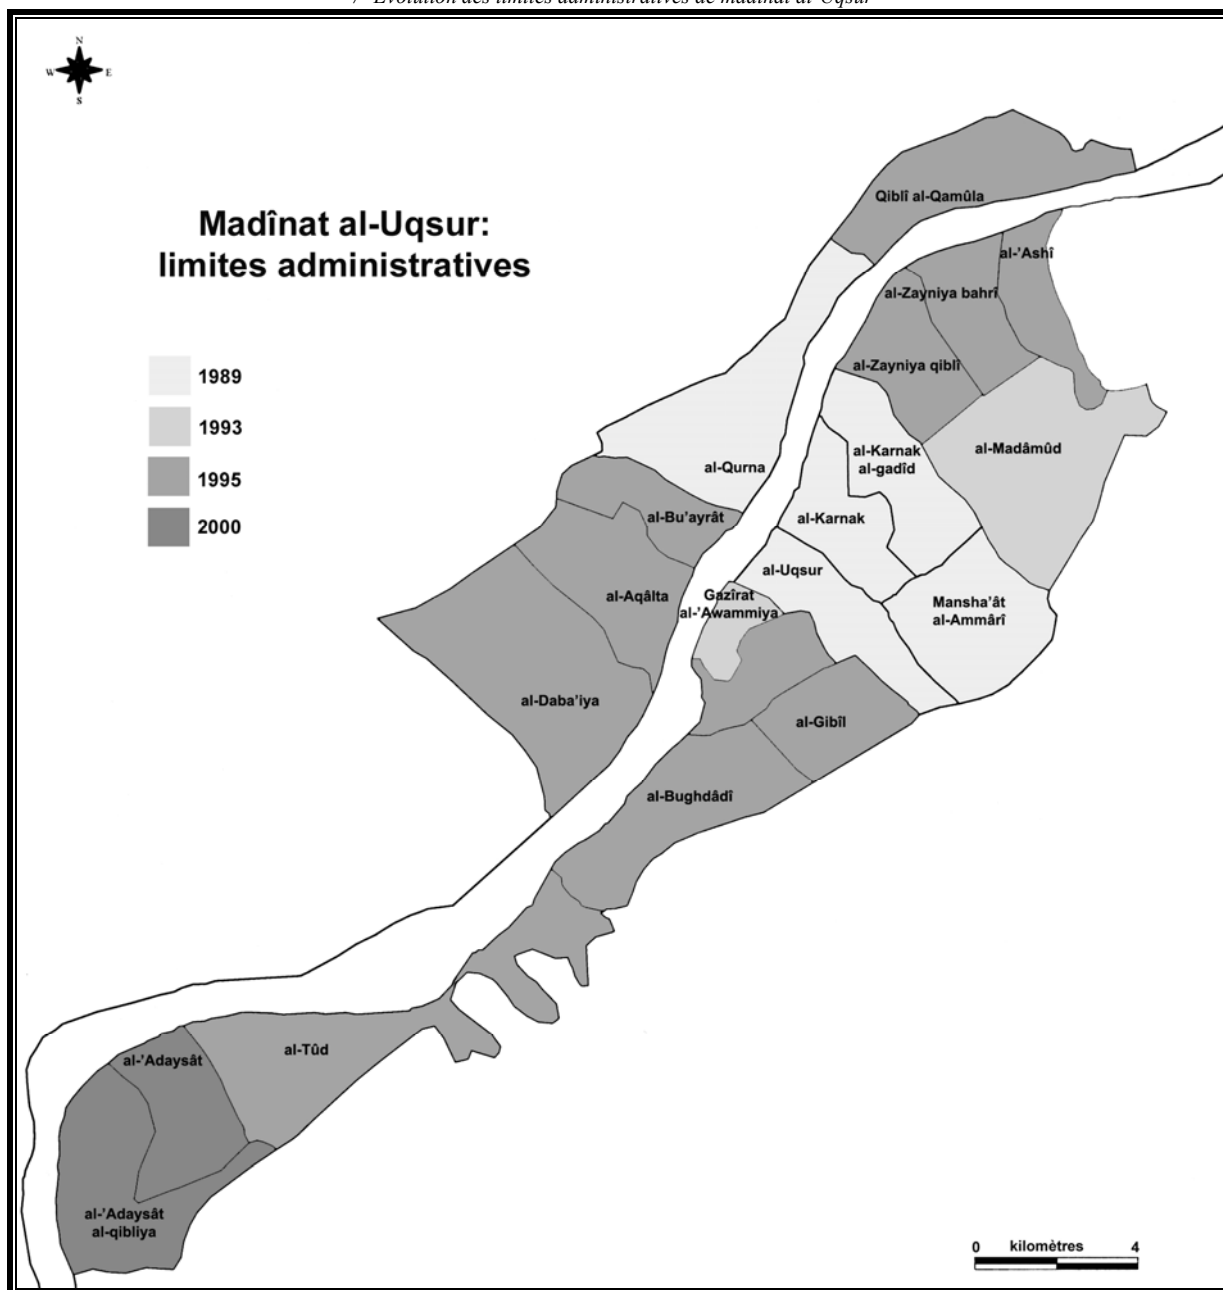 7- Evolution des limites administratives de madînat al-Uqsur
N
W
E
S
Madînat al-Uqsur:
limites administratives
1989
1993
1995
2000
Qiblî al-Qamûla
al-'Ashî
al-Zayniya bahrî
al-Zayniya qiblî
al-Karnak
al-gadîd
al-Madâmûd
al-Qurna
al-Bu'ayrât
al-Karnak
al-Uqsur
al-Aqâlta
Gazîrat
al-'Awammiya
Mansha'ât
al-Ammârî
al-Daba'iya
al-Gibîl
al-Bughdâdî
al-Tûd
al-'Adaysât
al-'Adaysât
al-qibliya
0 kilomètres 4